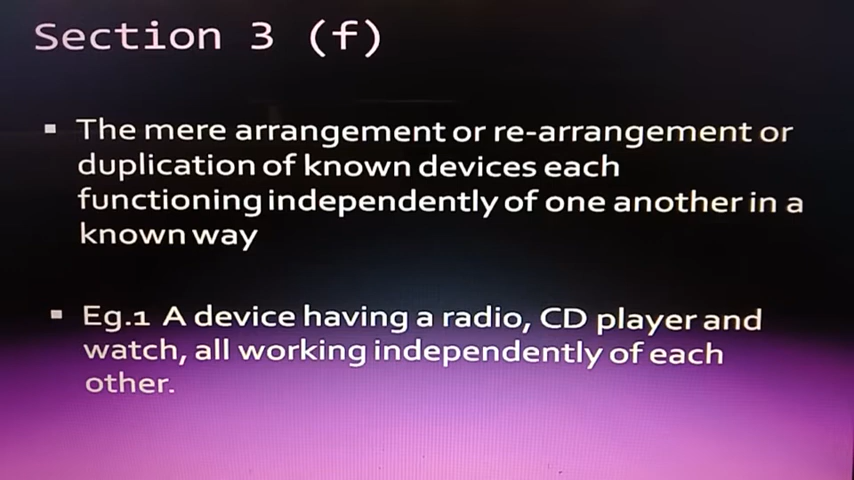 Section 3 (f)
The mere arrangement or re-arrangement or
duplication of known devices each
functioning independently of one another in a
known way
Eg.1 A device having a radio, CD player and
watch, all working independently of each
other.